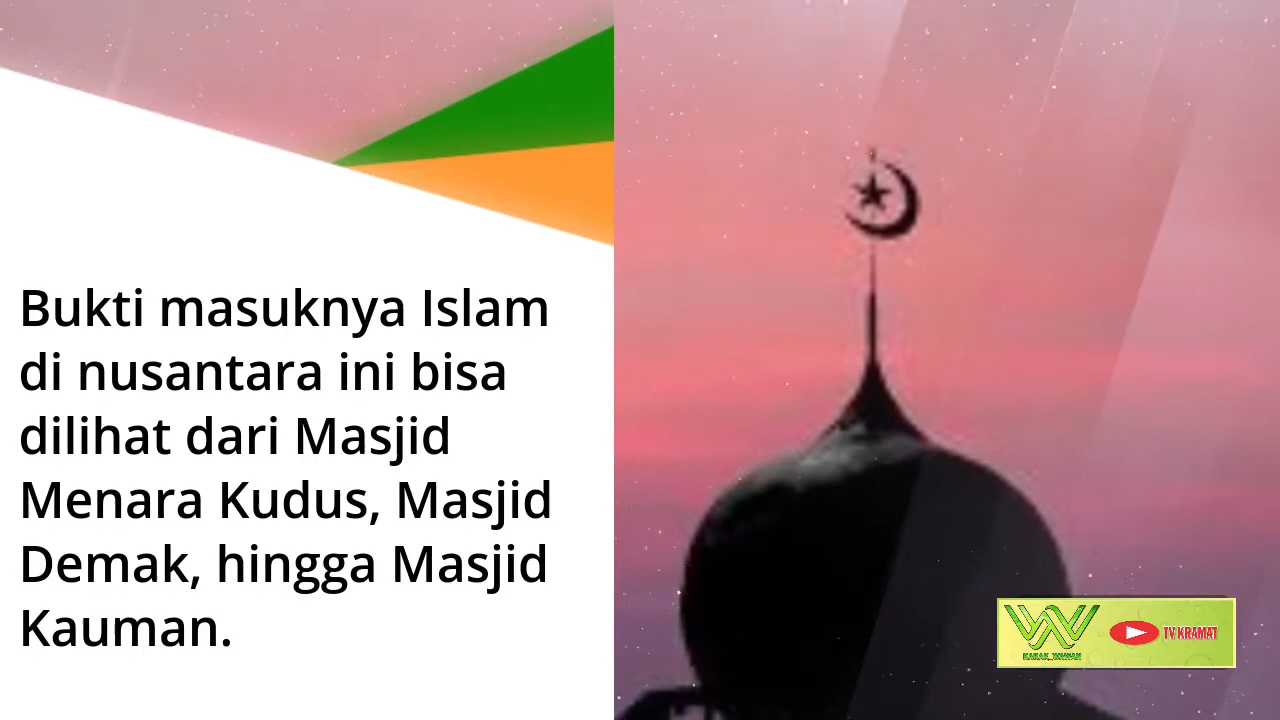 Bukti masuknya Islam
di nusantara ini bisa
dilihat dari Masjid
Menara Kudus, Masjid
Demak, hingga Masjid
Kauman.
TV KRAMAT